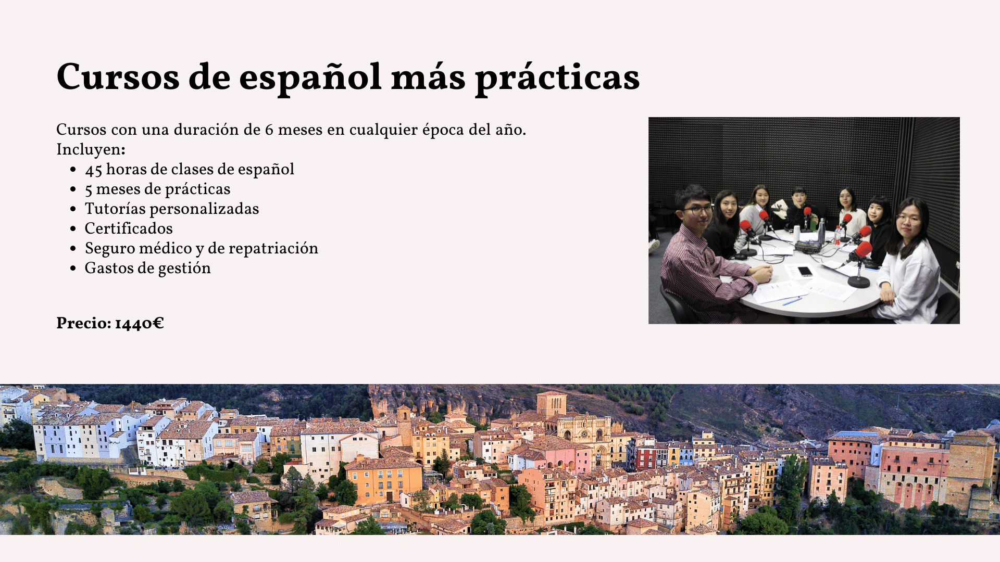 Cursos de español más prácticas
Cursos con una duración de 6 meses en cualquier época del año.
Incluyen:
• 45 horas de clases de español
• 5 meses de prácticas
• Tutorías personalizadas
• Certificados
• Seguro médico y de repatriación
• Gastos de gestión
Precio: 1440€